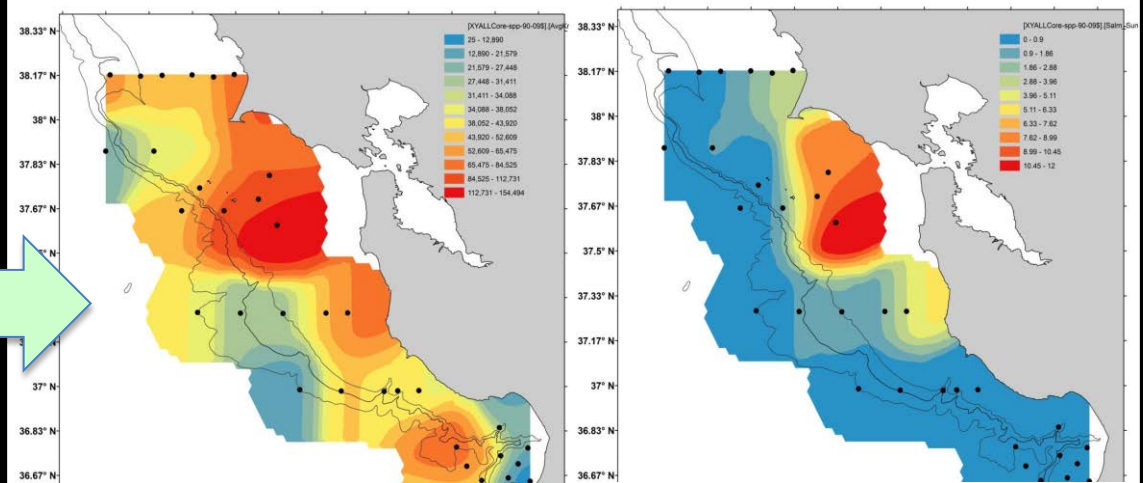 [XYALLCore-spp-90-09$].[AvgKr
25 - 12,890
12,890 - 21,579
21,579 - 27,448
27,448 - 31,411
31,411 - 34,088
34,088 - 38,052
38,052 - 43,920
43,920 - 52,609
52,609 - 65,475
65,475 - 84,525
84,525 - 112,731
112,731 - 154,494
38.33° N
38.17° N
38° N
37.83° N
37.67° N
° N
37° N
36.83° N
36.67° N
[XYALLCore-spp-90-09$].[Salm_Sun
0 - 0.9
0.9 - 1.86
1.86 - 2.88
2.88 - 3.96
3.96 - 5.11
5.11 - 6.33
6.33 - 7.62
7.62 - 8.99
8.99 - 10.45
10.45 - 12
38.33° N
38.17° N
38° N
37.83° N
37.67° N
37.5° N
37.33° N
37.17° N
37° N
36.83° N
36.67° N